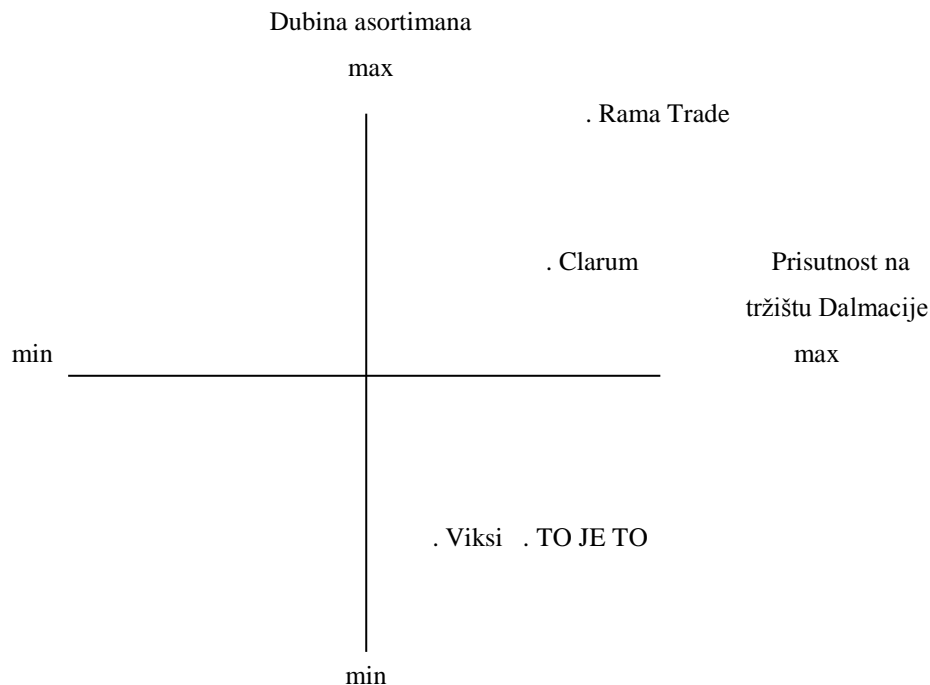 Dubina asortimana
max
. Rama Trade
. Clarum
Prisutnost na
tržištu Dalmacije
min
max
. Viksi . TO JE TO
min